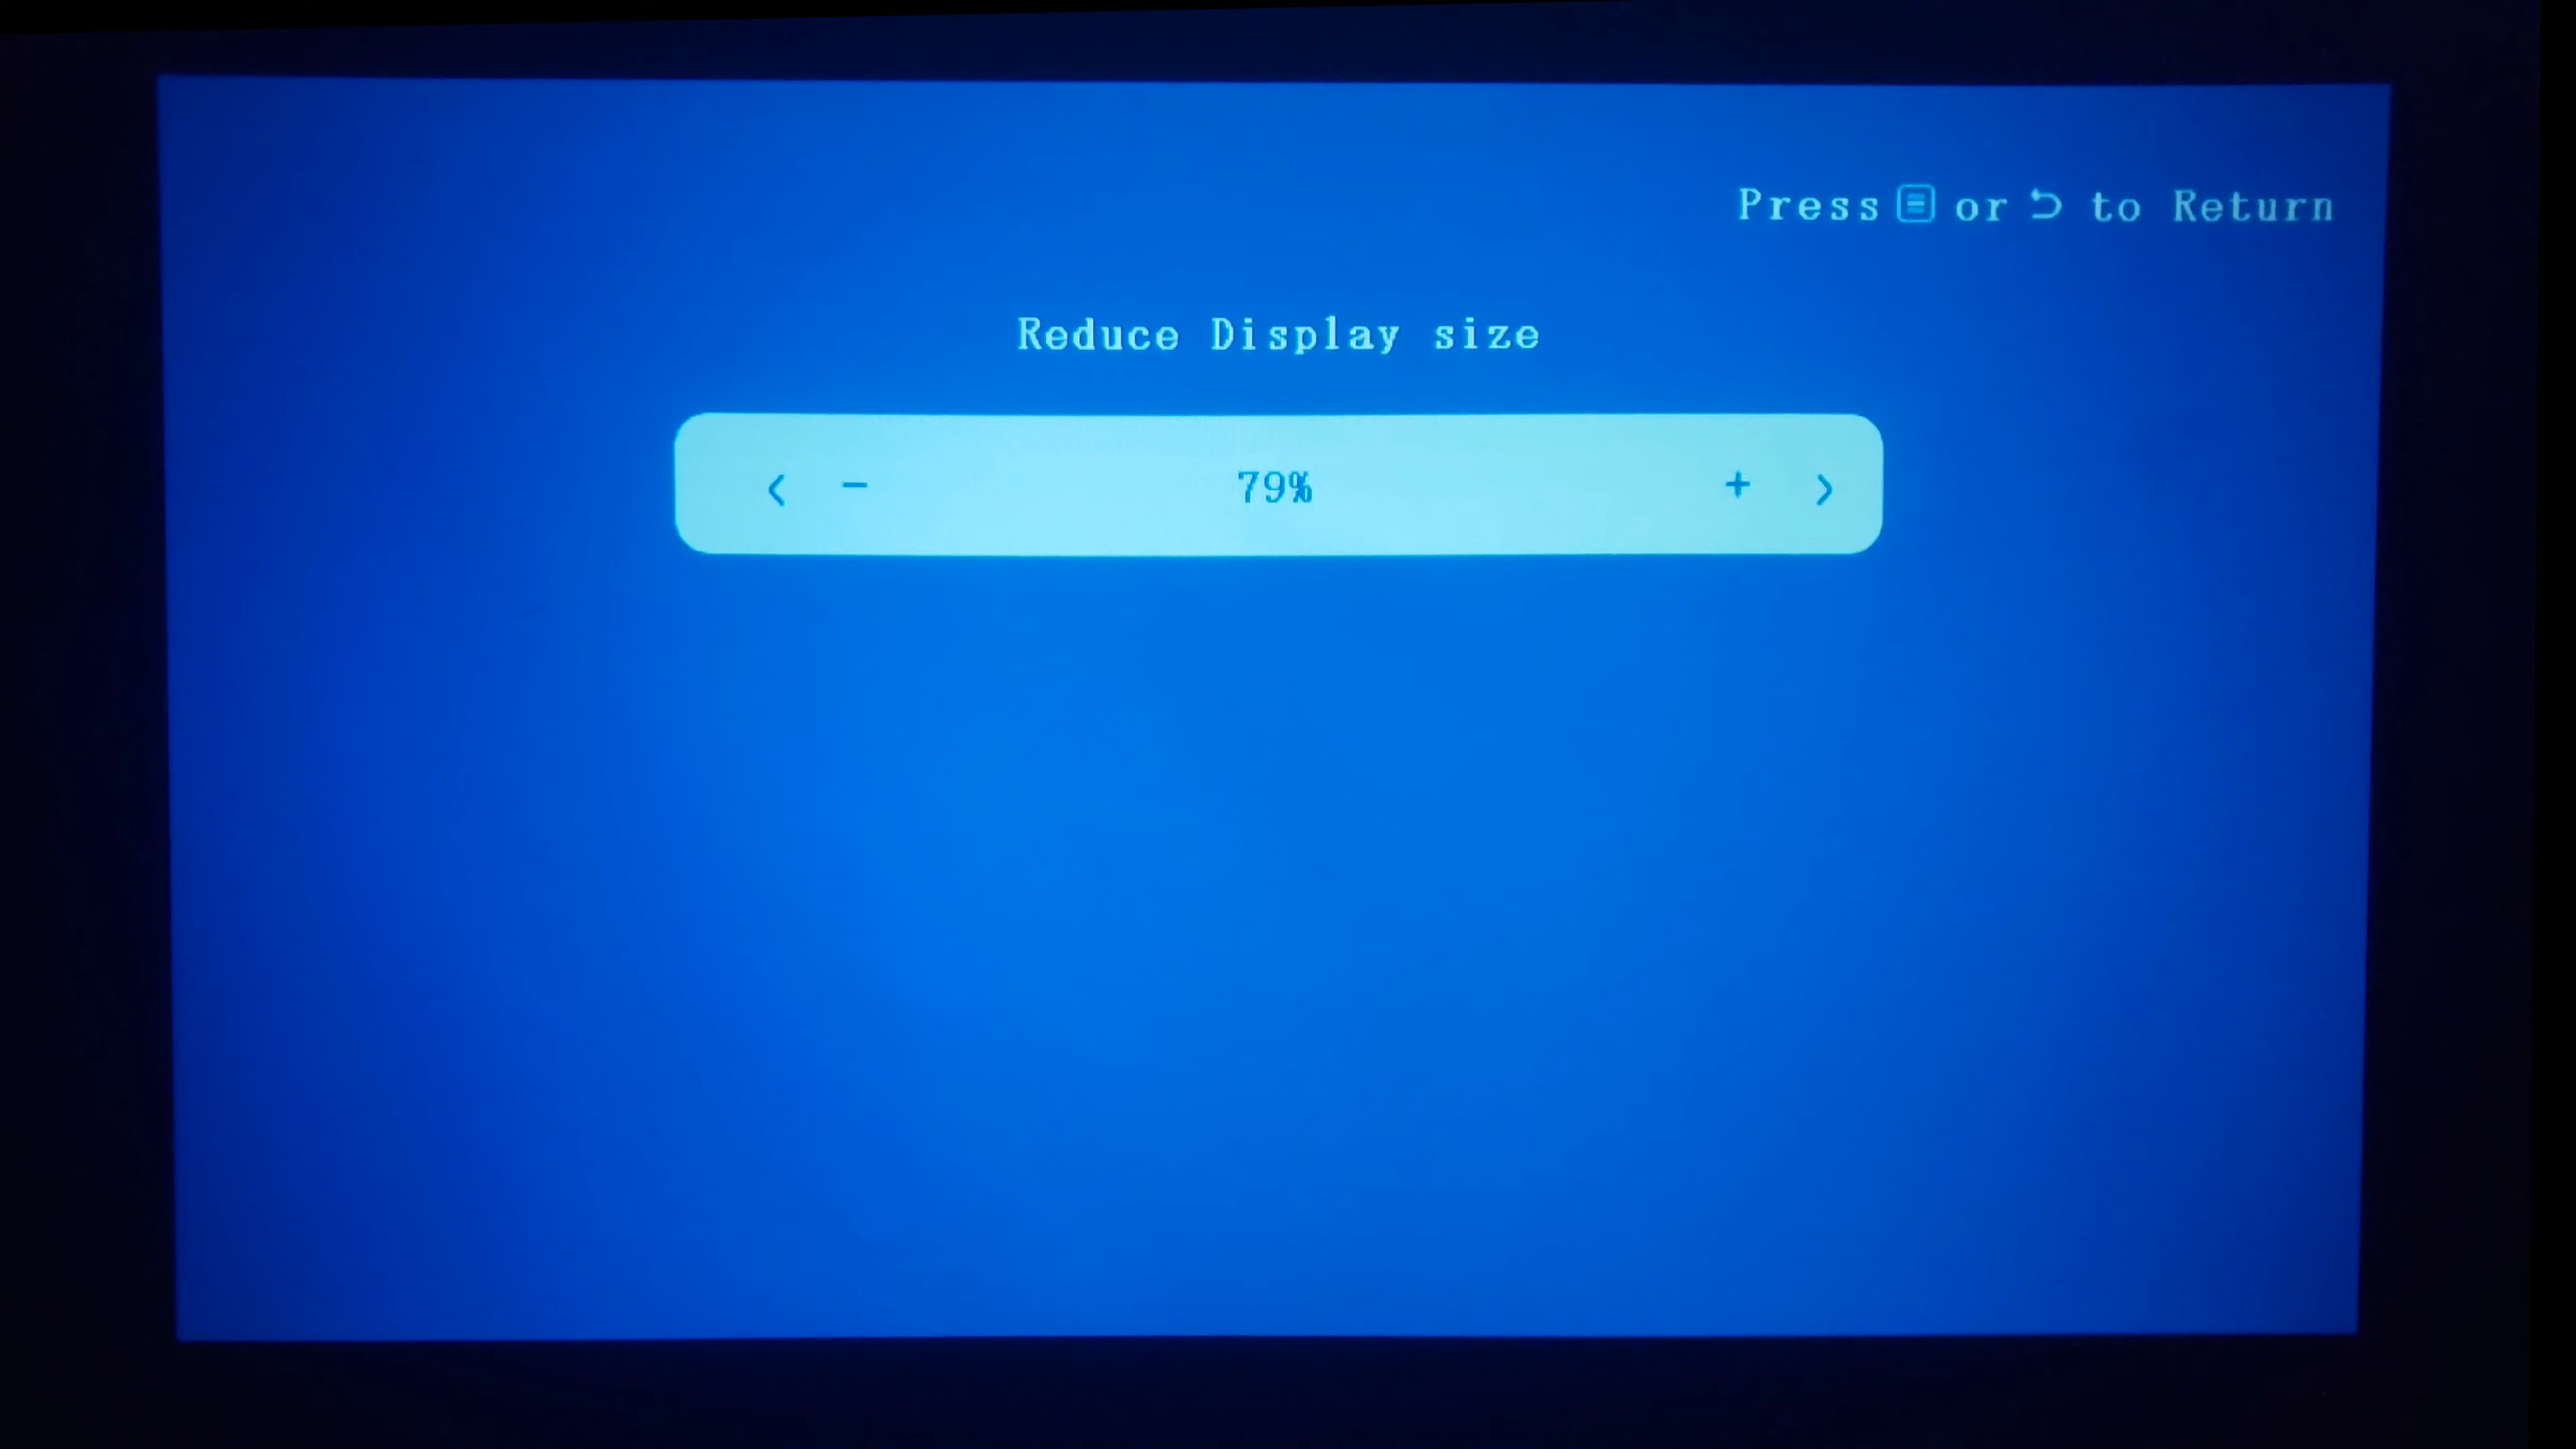 Press or to Return
Reduce Display size
< - 79% + >